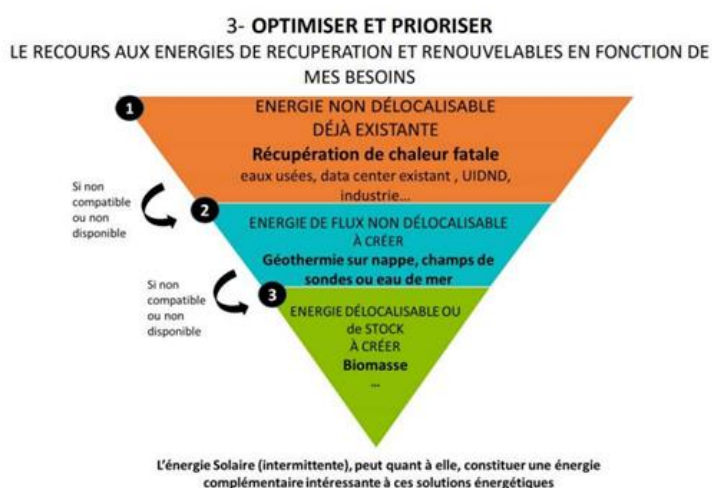 3- OPTIMISER ET PRIORISER
LE RECOURS AUX ENERGIES DE RECUPERATION ET RENOUVELABLES EN FONCTION DE
MES BESOINS
1
ENERGIE NON DÉLOCALISABLE
DÉJÀ EXISTANTE
Récupération de chaleur fatale
eaux usées, data center existant , UIDND,
industrie...
Si non
compatible
ou non
disponible
2
ENERGIE DE FLUX NON DÉLOCALISABLE
À CRÉER
Géothermie sur nappe, champs de
sondes ou eau de mer
Si non
compatible
ou non
disponible
3
ENERGIE DÉLOCALISABLE OU
de STOCK
À CRÉER
Biomasse
...
L'énergie Solaire (intermittente), peut quant à elle, constituer une énergie
complémentaire intéressante à ces solutions énergétiques